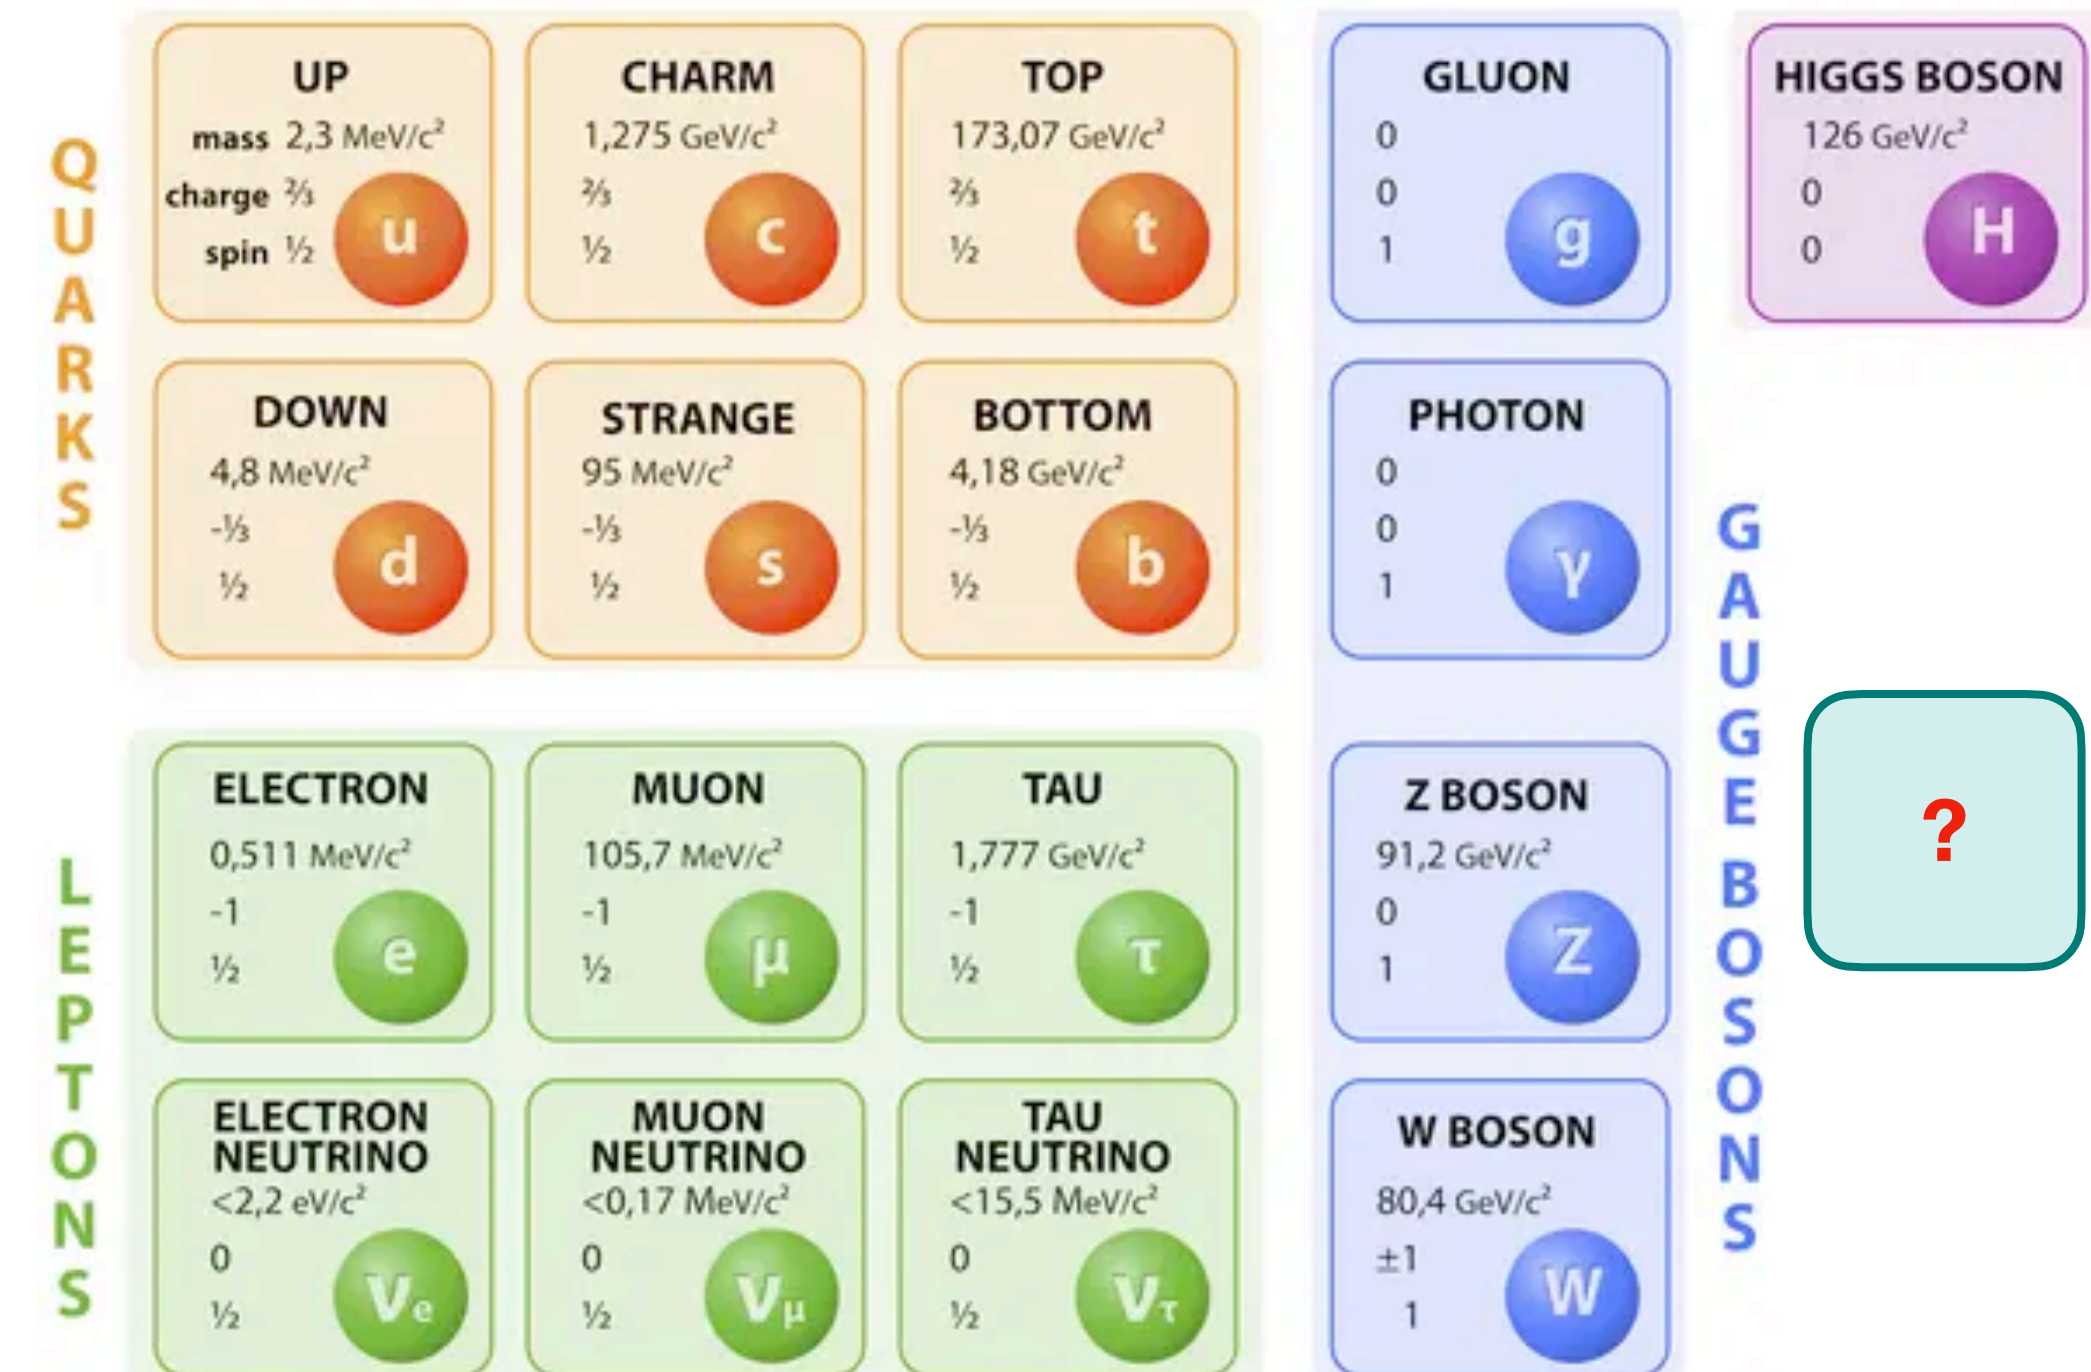 QUARKS
UP
mass 2,3 MeV/c²
charge ⅔
spin ½
u
CHARM
1,275 GeV/c²
⅔
½
c
TOP
173,07 GeV/c²
⅔
½
t
GLUON
0
0
1
g
HIGGS BOSON
126 GeV/c²
0
0
H
DOWN
4,8 MeV/c²
-⅓
½
d
STRANGE
95 MeV/c²
-⅓
½
s
BOTTOM
4,18 GeV/c²
-⅓
½
b
PHOTON
0
0
1
γ
GAUGE BOSONS
LEPTONS
ELECTRON
0,511 MeV/c²
-1
½
e
MUON
105,7 MeV/c²
-1
½
μ
TAU
1,777 GeV/c²
-1
½
τ
Z BOSON
91,2 GeV/c²
0
1
Z
?
ELECTRON
NEUTRINO
<2,2 eV/c²
0
½
νe
MUON
NEUTRINO
<0,17 MeV/c²
0
½
νμ
TAU
NEUTRINO
<15,5 MeV/c²
0
½
ντ
W BOSON
80,4 GeV/c²
±1
1
W